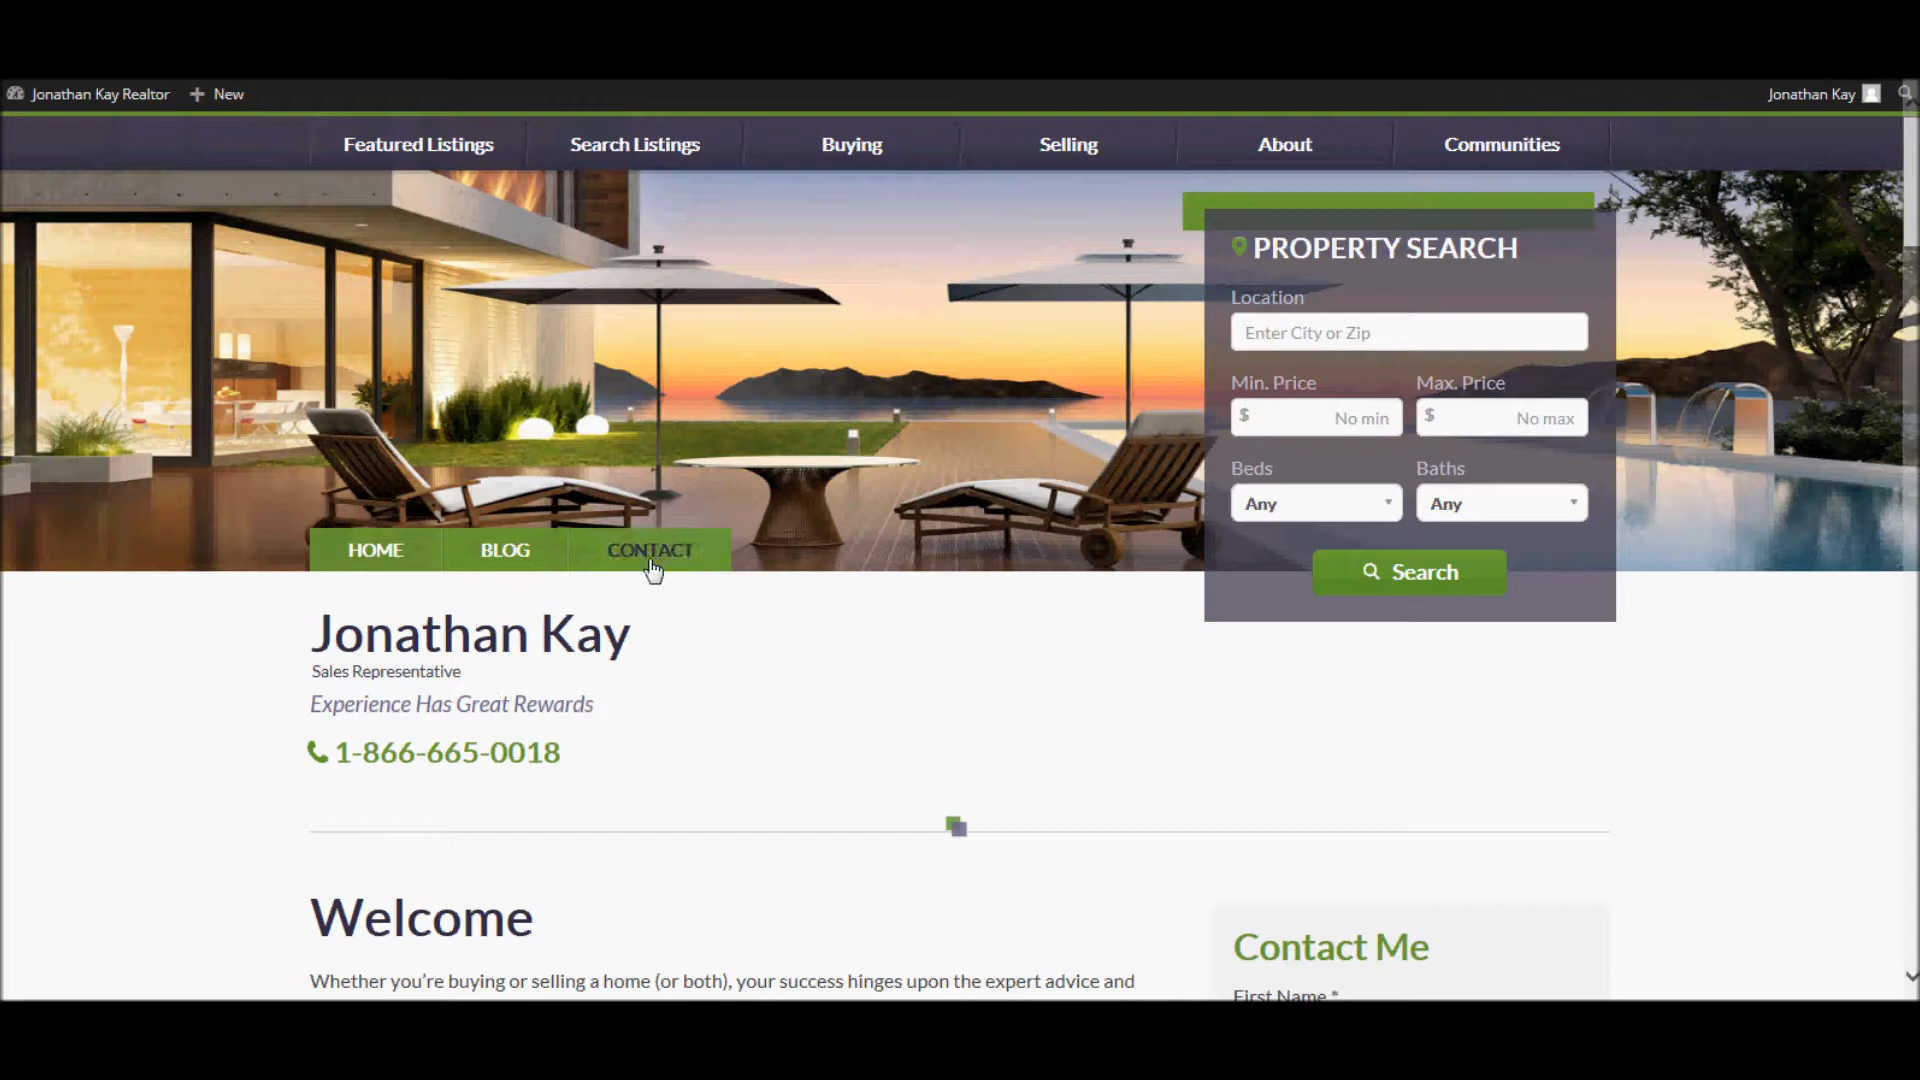 Jonathan Kay Realtor New Jonathan Kay
Featured Listings Search Listings Buying Selling About Communities
PROPERTY SEARCH
Location
Enter City or Zip
Min. Price Max. Price
$ No min $ No max
Beds Baths
Any Any
Search
HOME BLOG CONTACT
Jonathan Kay
Sales Representative
Experience Has Great Rewards
1-866-665-0018
Welcome
Whether you’re buying or selling a home (or both), your success hinges upon the expert advice and
Contact Me
First Name *